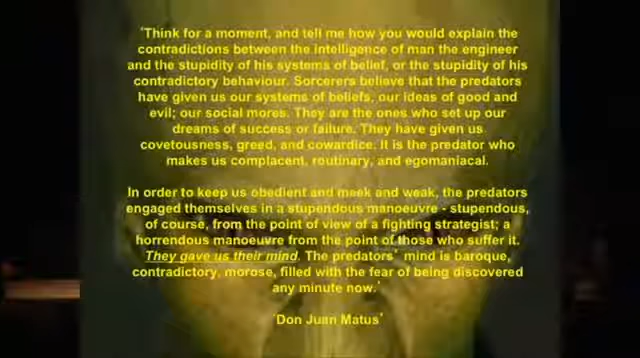 'Think for a moment, and tell me how you would explain the
contradictions between the intelligence of man the engineer
and the stupidity of his systems of belief, or the stupidity of his
contradictory behaviour. Sorcerers believe that the predators
have given us our systems of beliefs, our ideas of good and
evil; our social mores. They are the ones who set up our
dreams of success or failure. They have given us
covetousness, greed, and cowardice. It is the predator who
makes us complacent, routinary, and egomaniacal.
In order to keep us obedient and meek and weak, the predators
engaged themselves in a stupendous manoeuvre - stupendous,
of course, from the point of view of a fighting strategist; a
horrendous manoeuvre from the point of those who suffer it.
They gave us their mind. The predators' mind is baroque,
contradictory, morose, filled with the fear of being discovered
any minute now.'
'Don Juan Matus'